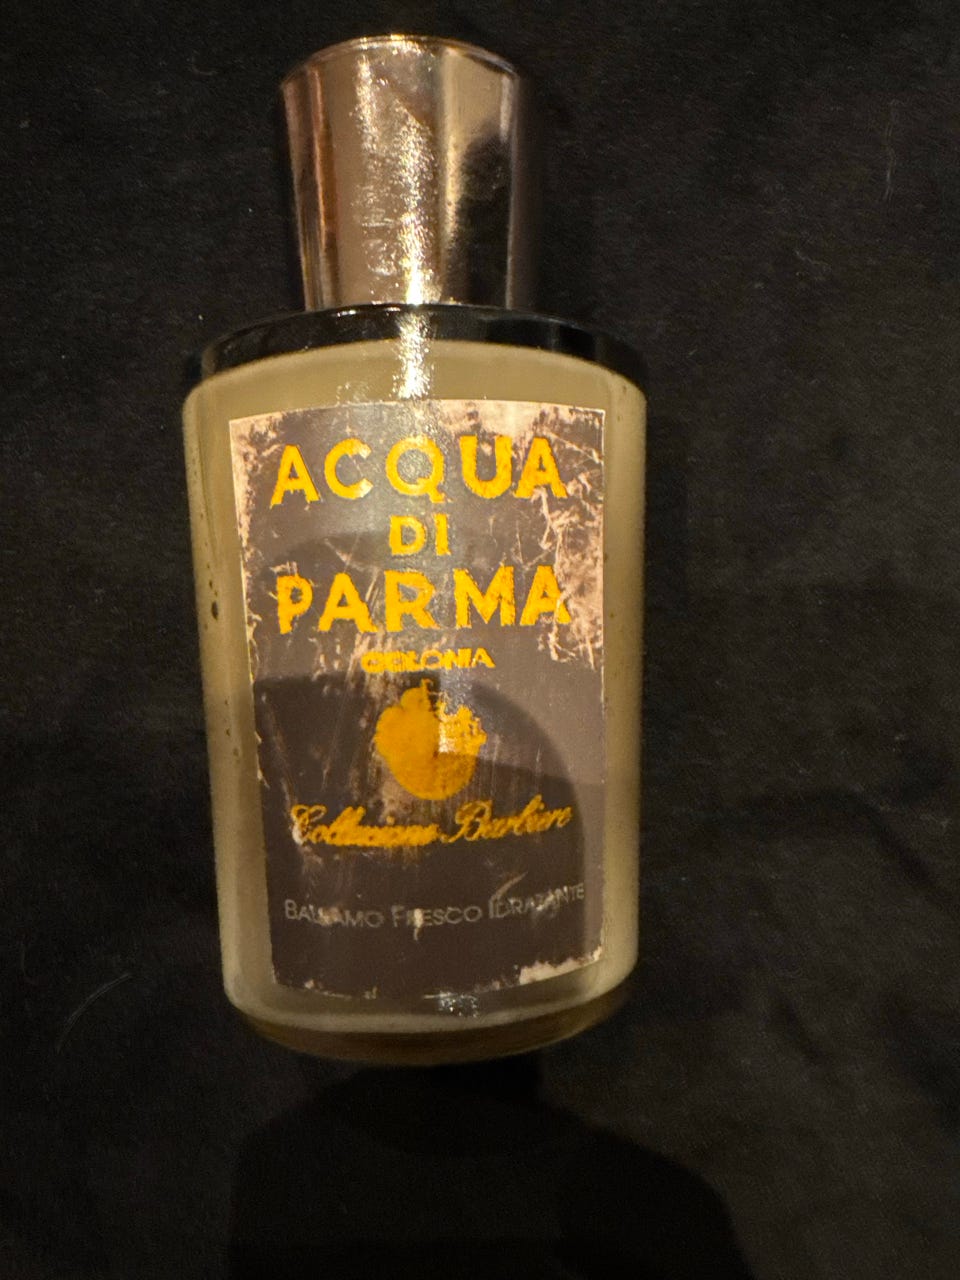 ACQUA
DI
PARMA
COLONIA
Collezione Barbiere
BALSAMO FRESCO IDRATANTE